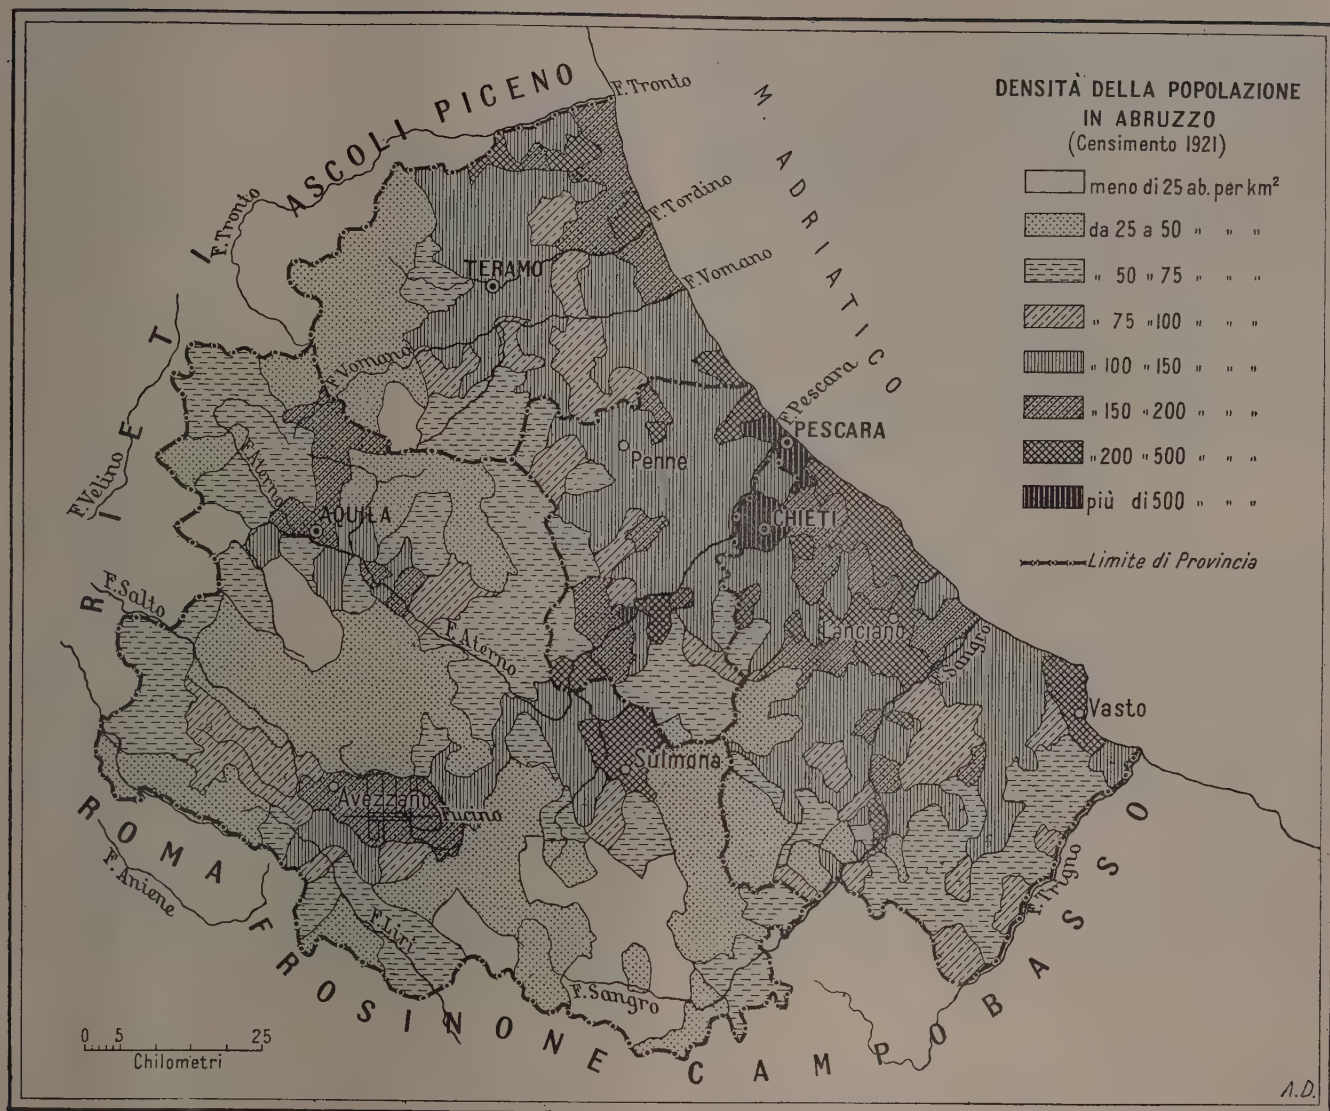 DENSITÀ DELLA POPOLAZIONE
IN ABRUZZO
(Censimento 1921)
meno di 25 ab. per km²
da 25 a 50 " " "
" 50 " 75 " " "
" 75 " 100 " " "
" 100 " 150 " " "
" 150 " 200 " " "
" 200 " 500 " " "
più di 500 " " "
Limite di Provincia
ASCOLI PICENO
F. Tronto
M. ADRIATICO
F. Tronto
F. Tordino
TERAMO
F. Vomano
F. Vomano
F. Pescara
PESCARA
Penne
RIETI
F. Velino
F. Aterno
AQUILA
CHIETI
F. Salto
F. Aterno
Lanciano
F. Sangro
Vasto
Sulmona
Avezzano
Fucino
ROMA
F. Aniene
F. Liri
F. Trigno
F. Sangro
FROSINONE
CAMPOBASSO
0 5 25
Chilometri
A.D.